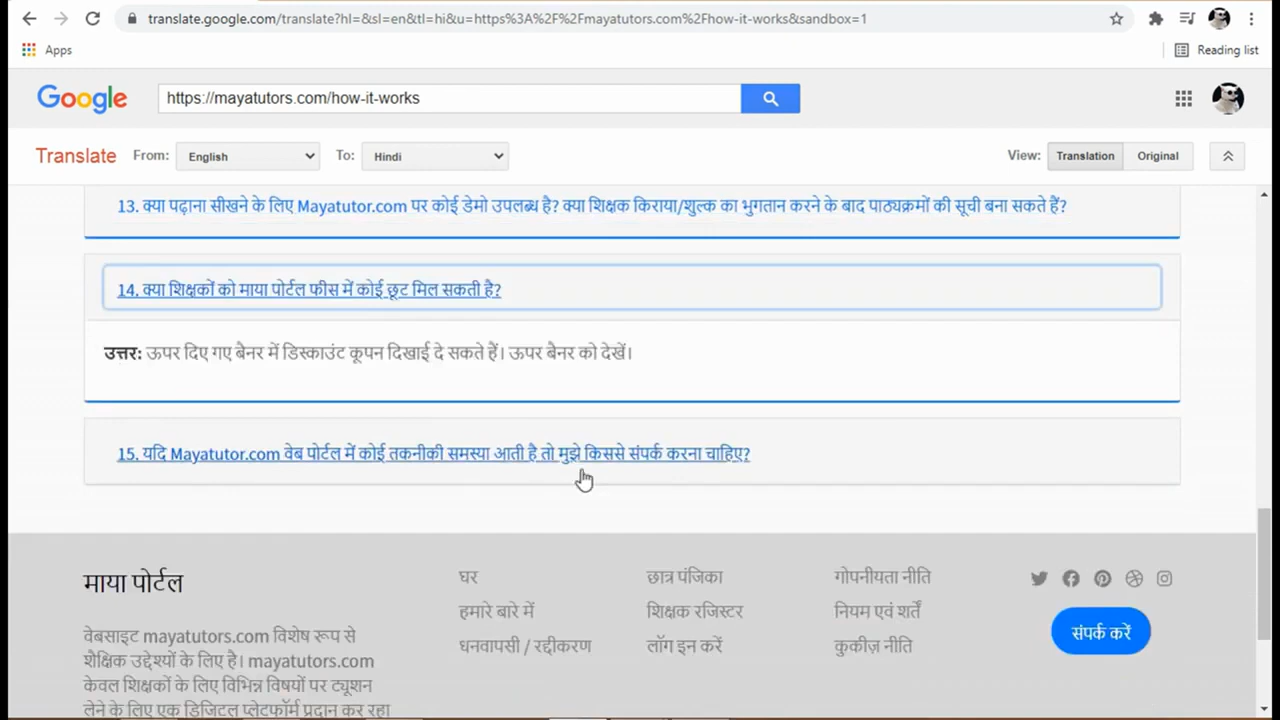 translate.google.com/translate?hl=&sl=en&tl=hi&u=https%3A%2F%2Fmayatutors.com%2Fhow-it-works&sandbox=1
Apps
Reading list
Google
https://mayatutors.com/how-it-works
Translate From: English To: Hindi View: Translation Original
13. क्या पढ़ाना सीखने के लिए Mayatutor.com पर कोई डेमो उपलब्ध है? क्या शिक्षक किराया/शुल्क का भुगतान करने के बाद पाठ्यक्रमों की सूची बना सकते हैं?
14. क्या शिक्षकों को माया पोर्टल फीस में कोई छूट मिल सकती है?
उत्तर: ऊपर दिए गए बैनर में डिस्काउंट कूपन दिखाई दे सकते हैं। ऊपर बैनर को देखें।
15. यदि Mayatutor.com वेब पोर्टल में कोई तकनीकी समस्या आती है तो मुझे किससे संपर्क करना चाहिए?
माया पोर्टल
वेबसाइट mayatutors.com विशेष रूप से
शैक्षिक उद्देश्यों के लिए है। mayatutors.com
केवल शिक्षकों के लिए विभिन्न विषयों पर ट्यूशन
लेने के लिए एक डिजिटल प्लेटफॉर्म प्रदान कर रहा
घर
हमारे बारे में
धनवापसी / रद्दीकरण
छात्र पंजिका
शिक्षक रजिस्टर
लॉग इन करें
गोपनीयता नीति
नियम एवं शर्तें
कुकीज़ नीति
संपर्क करें